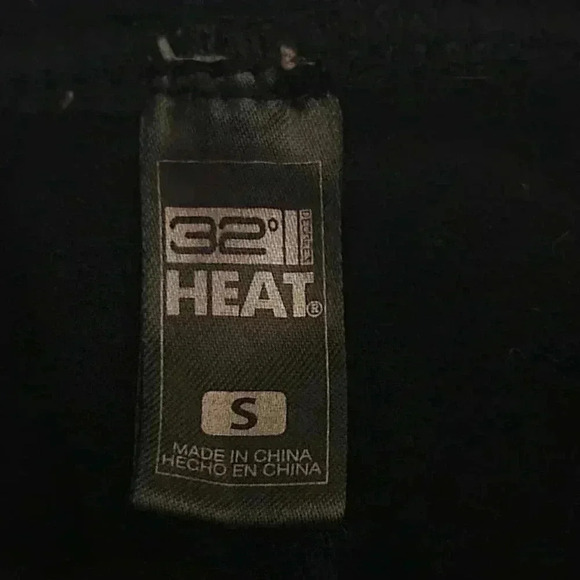 32°
HEAT®
S
MADE IN CHINA
HECHO EN CHINA